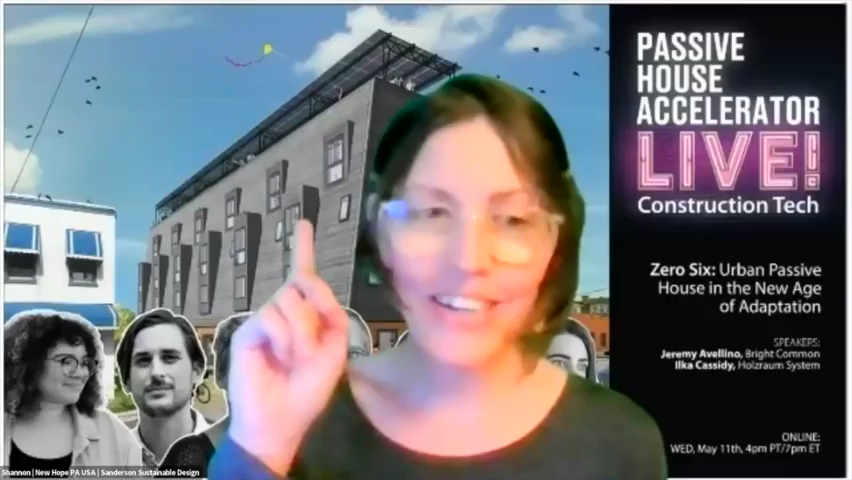 PASSIVE
HOUSE
ACCELERATOR
LIVE!
Construction Tech
Zero Six: Urban Passive
House in the New Age
of Adaptation
SPEAKERS:
Jeremy Avellino, Bright Common
Ilka Cassidy, Holzraum System
ONLINE:
WED, May 11th, 4pm PT/7pm ET
Shannon | New Hope PA USA | Sanderson Sustainable Design